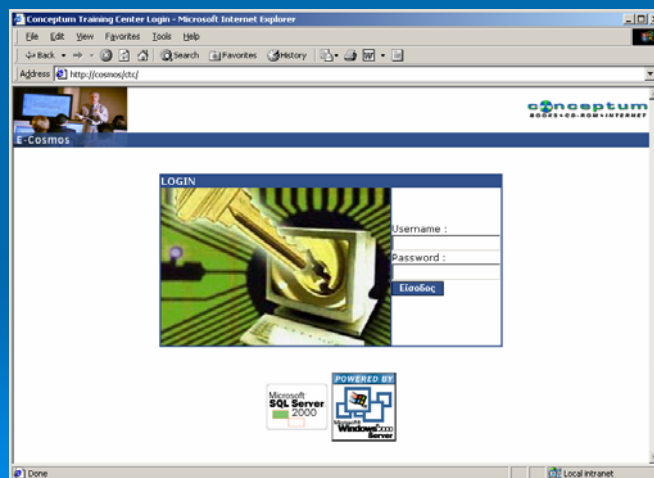 Conceptum Training Center Login - Microsoft Internet Explorer
File Edit View Favorites Tools Help
Back Search Favorites History
Address http://cosmos/ctc/
conceptum
BOOKS•CD-ROM•INTERNET
E-Cosmos
LOGIN
Username :
Password :
Είσοδος
Microsoft
SQL Server
2000
POWERED BY
Microsoft
Windows 2000
Server
Done Local intranet